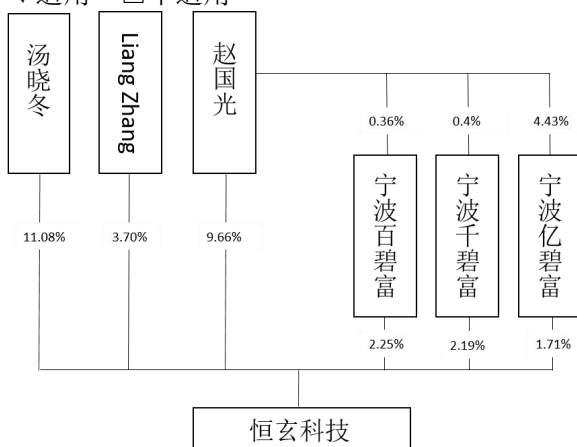 汤晓冬
Liang Zhang
赵国光
0.36%
0.4%
4.43%
宁波百碧富
宁波千碧富
宁波亿碧富
11.08%
3.70%
9.66%
2.25%
2.19%
1.71%
恒玄科技